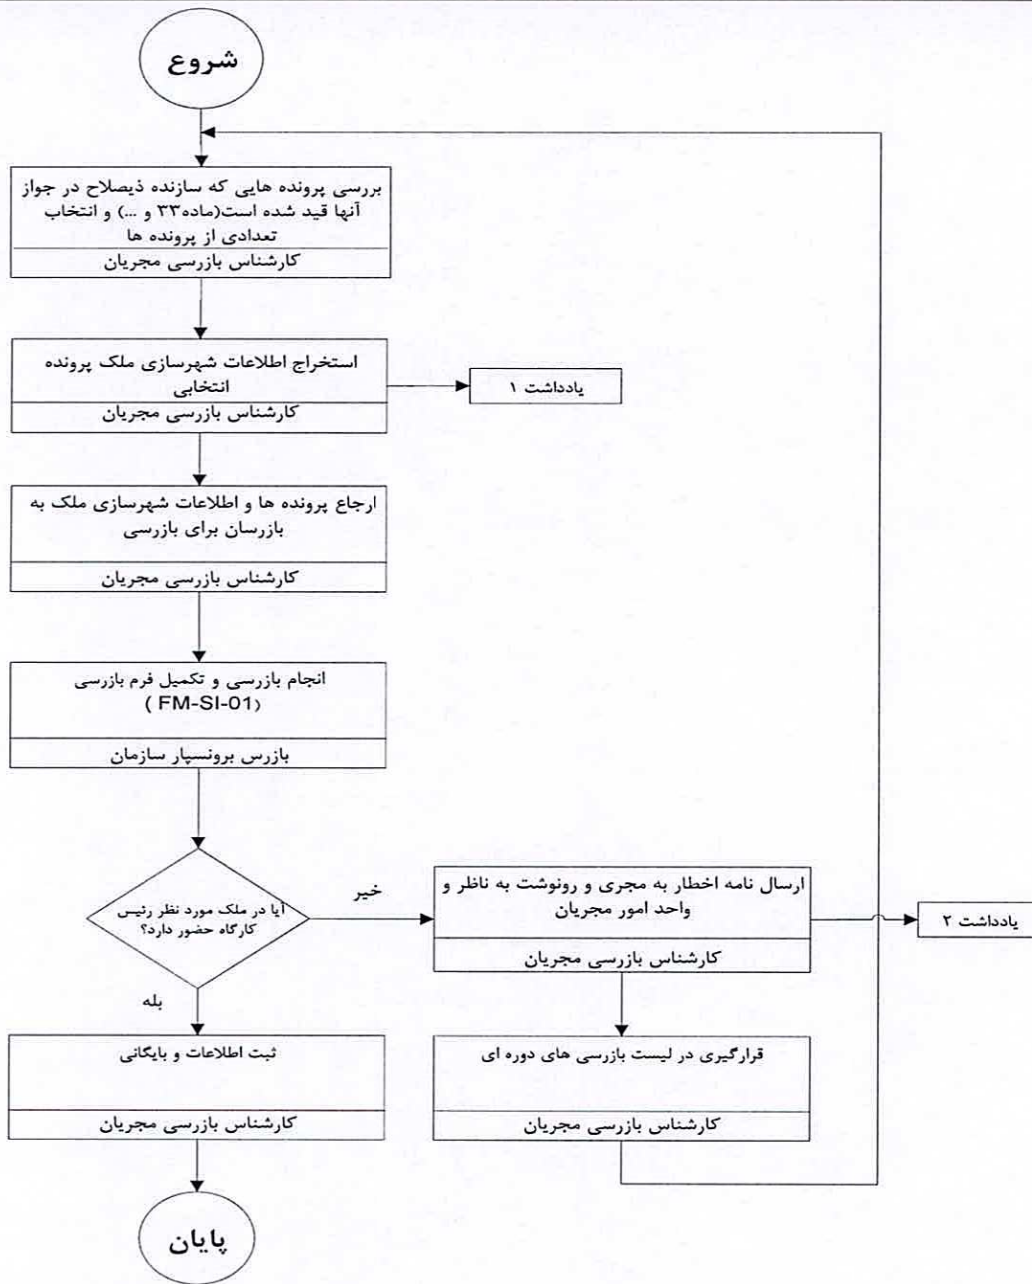 شروع
بررسی پرونده هایی که سازنده ذیصلاح در جواز
آنها قید شده است(ماده۳۳ و ...) و انتخاب
تعدادی از پرونده ها
کارشناس بازرسی مجریان
استخراج اطلاعات شهرسازی ملک پرونده
انتخابی
کارشناس بازرسی مجریان
یادداشت ۱
ارجاع پرونده ها و اطلاعات شهرسازی ملک به
بازرسان برای بازرسی
کارشناس بازرسی مجریان
انجام بازرسی و تکمیل فرم بازرسی
(FM-SI-01 )
بازرس برونسپار سازمان
آیا در ملک مورد نظر رئیس
کارگاه حضور دارد؟
خیر
ارسال نامه اخطار به مجری و رونوشت به ناظر و
واحد امور مجریان
کارشناس بازرسی مجریان
یادداشت ۲
بله
ثبت اطلاعات و بایگانی
کارشناس بازرسی مجریان
قرارگیری در لیست بازرسی های دوره ای
کارشناس بازرسی مجریان
پایان